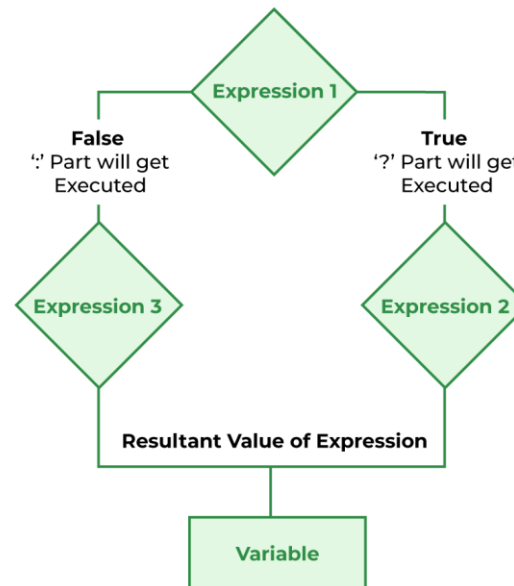 Expression 1
False
':' Part will get
Executed
True
'?' Part will get
Executed
Expression 3
Expression 2
Resultant Value of Expression
Variable